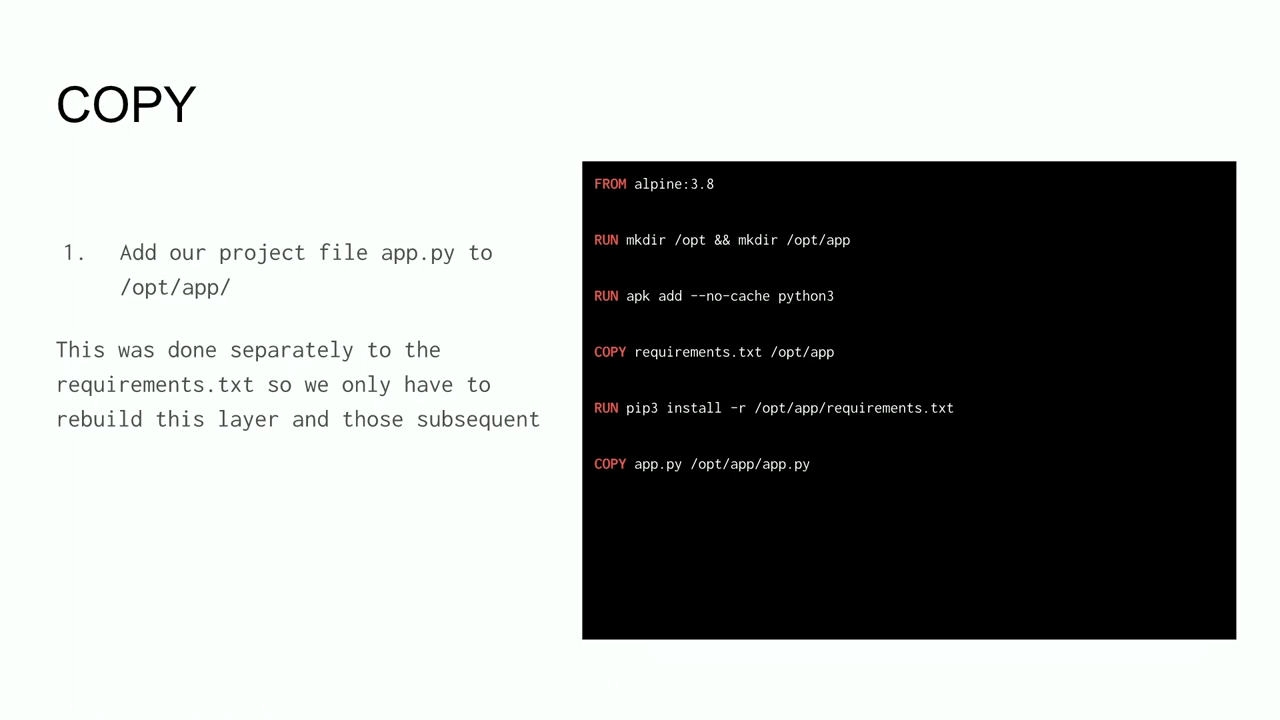 COPY
1. Add our project file app.py to
/opt/app/
This was done separately to the
requirements.txt so we only have to
rebuild this layer and those subsequent
FROM alpine:3.8
RUN mkdir /opt && mkdir /opt/app
RUN apk add --no-cache python3
COPY requirements.txt /opt/app
RUN pip3 install -r /opt/app/requirements.txt
COPY app.py /opt/app/app.py